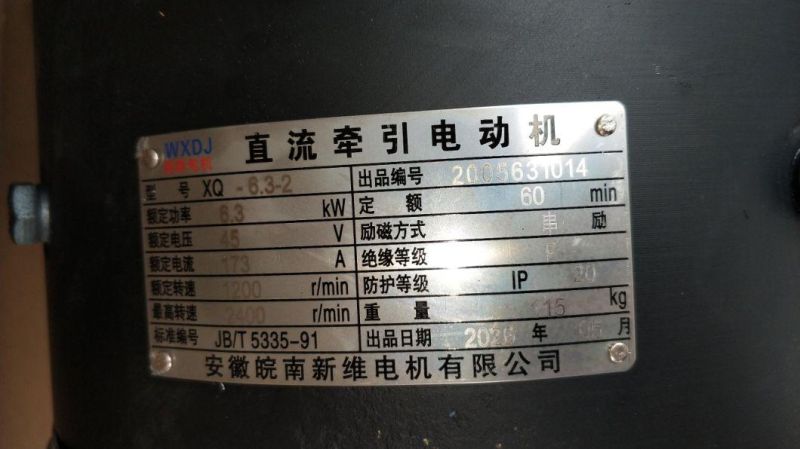 WXDJ 直流牵引电动机
型号 XQ-6.3-2 出品编号 2005631014
额定功率 6.3 kW 定额 60 min
额定电压 45 V 励磁方式 串励
额定电流 173 A 绝缘等级
额定转速 1200 r/min 防护等级 IP 20
最高转速 2400 r/min 重量 kg
标准编号 JB/T 5335-91 出品日期 年 月
安徽皖南新维电机有限公司